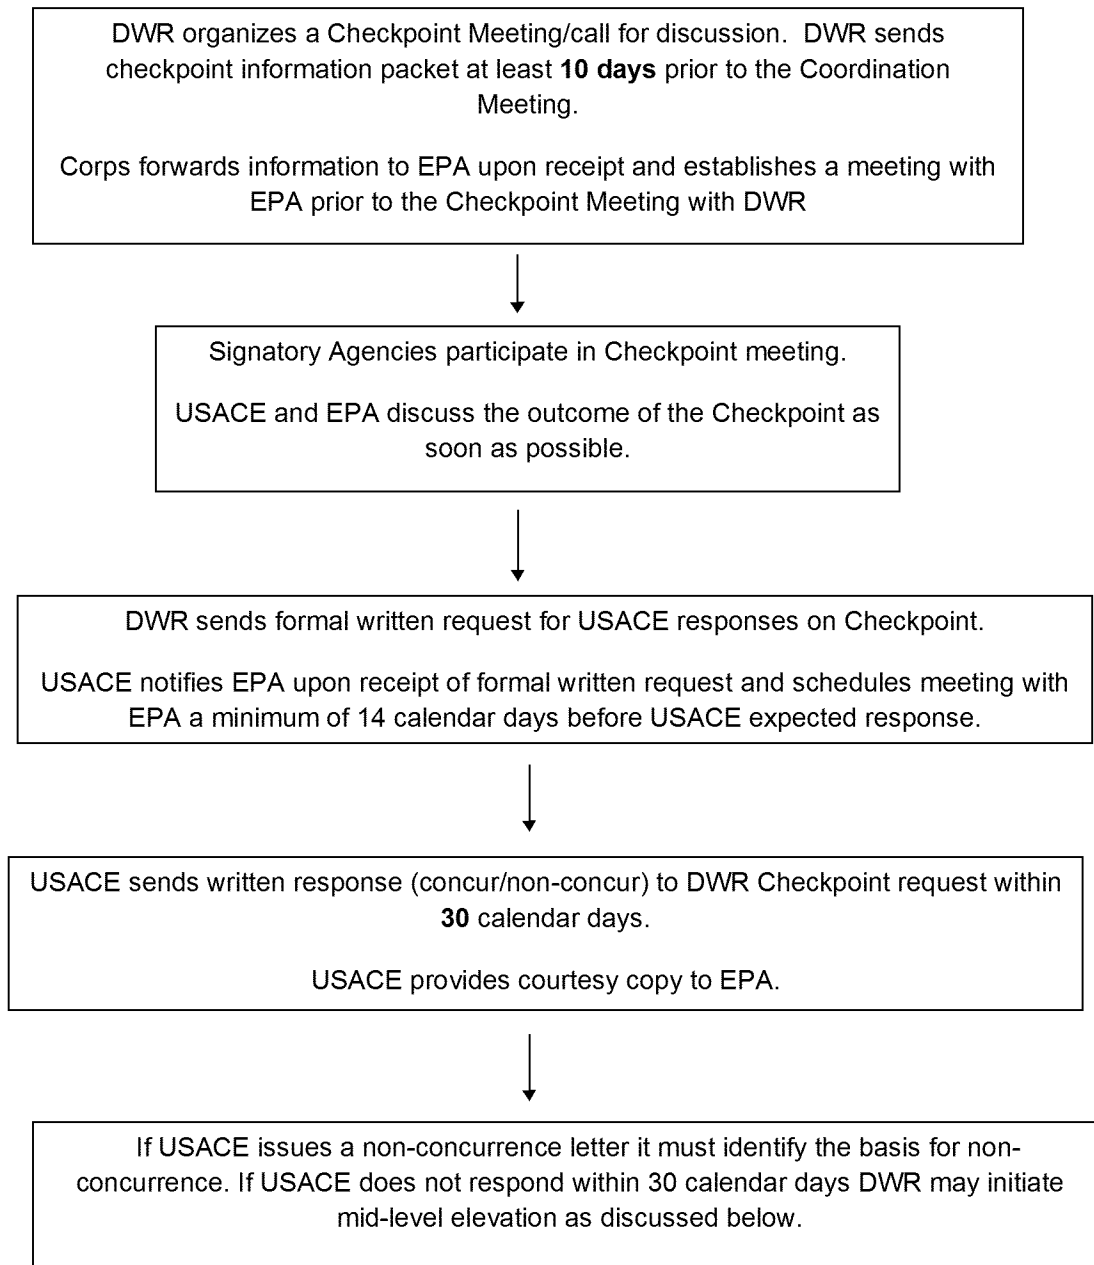 DWR organizes a Checkpoint Meeting/call for discussion.  DWR sends
checkpoint information packet at least 10 days prior to the Coordination
Meeting.
Corps forwards information to EPA upon receipt and establishes a meeting with
EPA prior to the Checkpoint Meeting with DWR
Signatory Agencies participate in Checkpoint meeting.
USACE and EPA discuss the outcome of the Checkpoint as
soon as possible.
DWR sends formal written request for USACE responses on Checkpoint.
USACE notifies EPA upon receipt of formal written request and schedules meeting with
EPA a minimum of 14 calendar days before USACE expected response.
USACE sends written response (concur/non-concur) to DWR Checkpoint request within
30 calendar days.
USACE provides courtesy copy to EPA.
If USACE issues a non-concurrence letter it must identify the basis for non-
concurrence. If USACE does not respond within 30 calendar days DWR may initiate
mid-level elevation as discussed below.